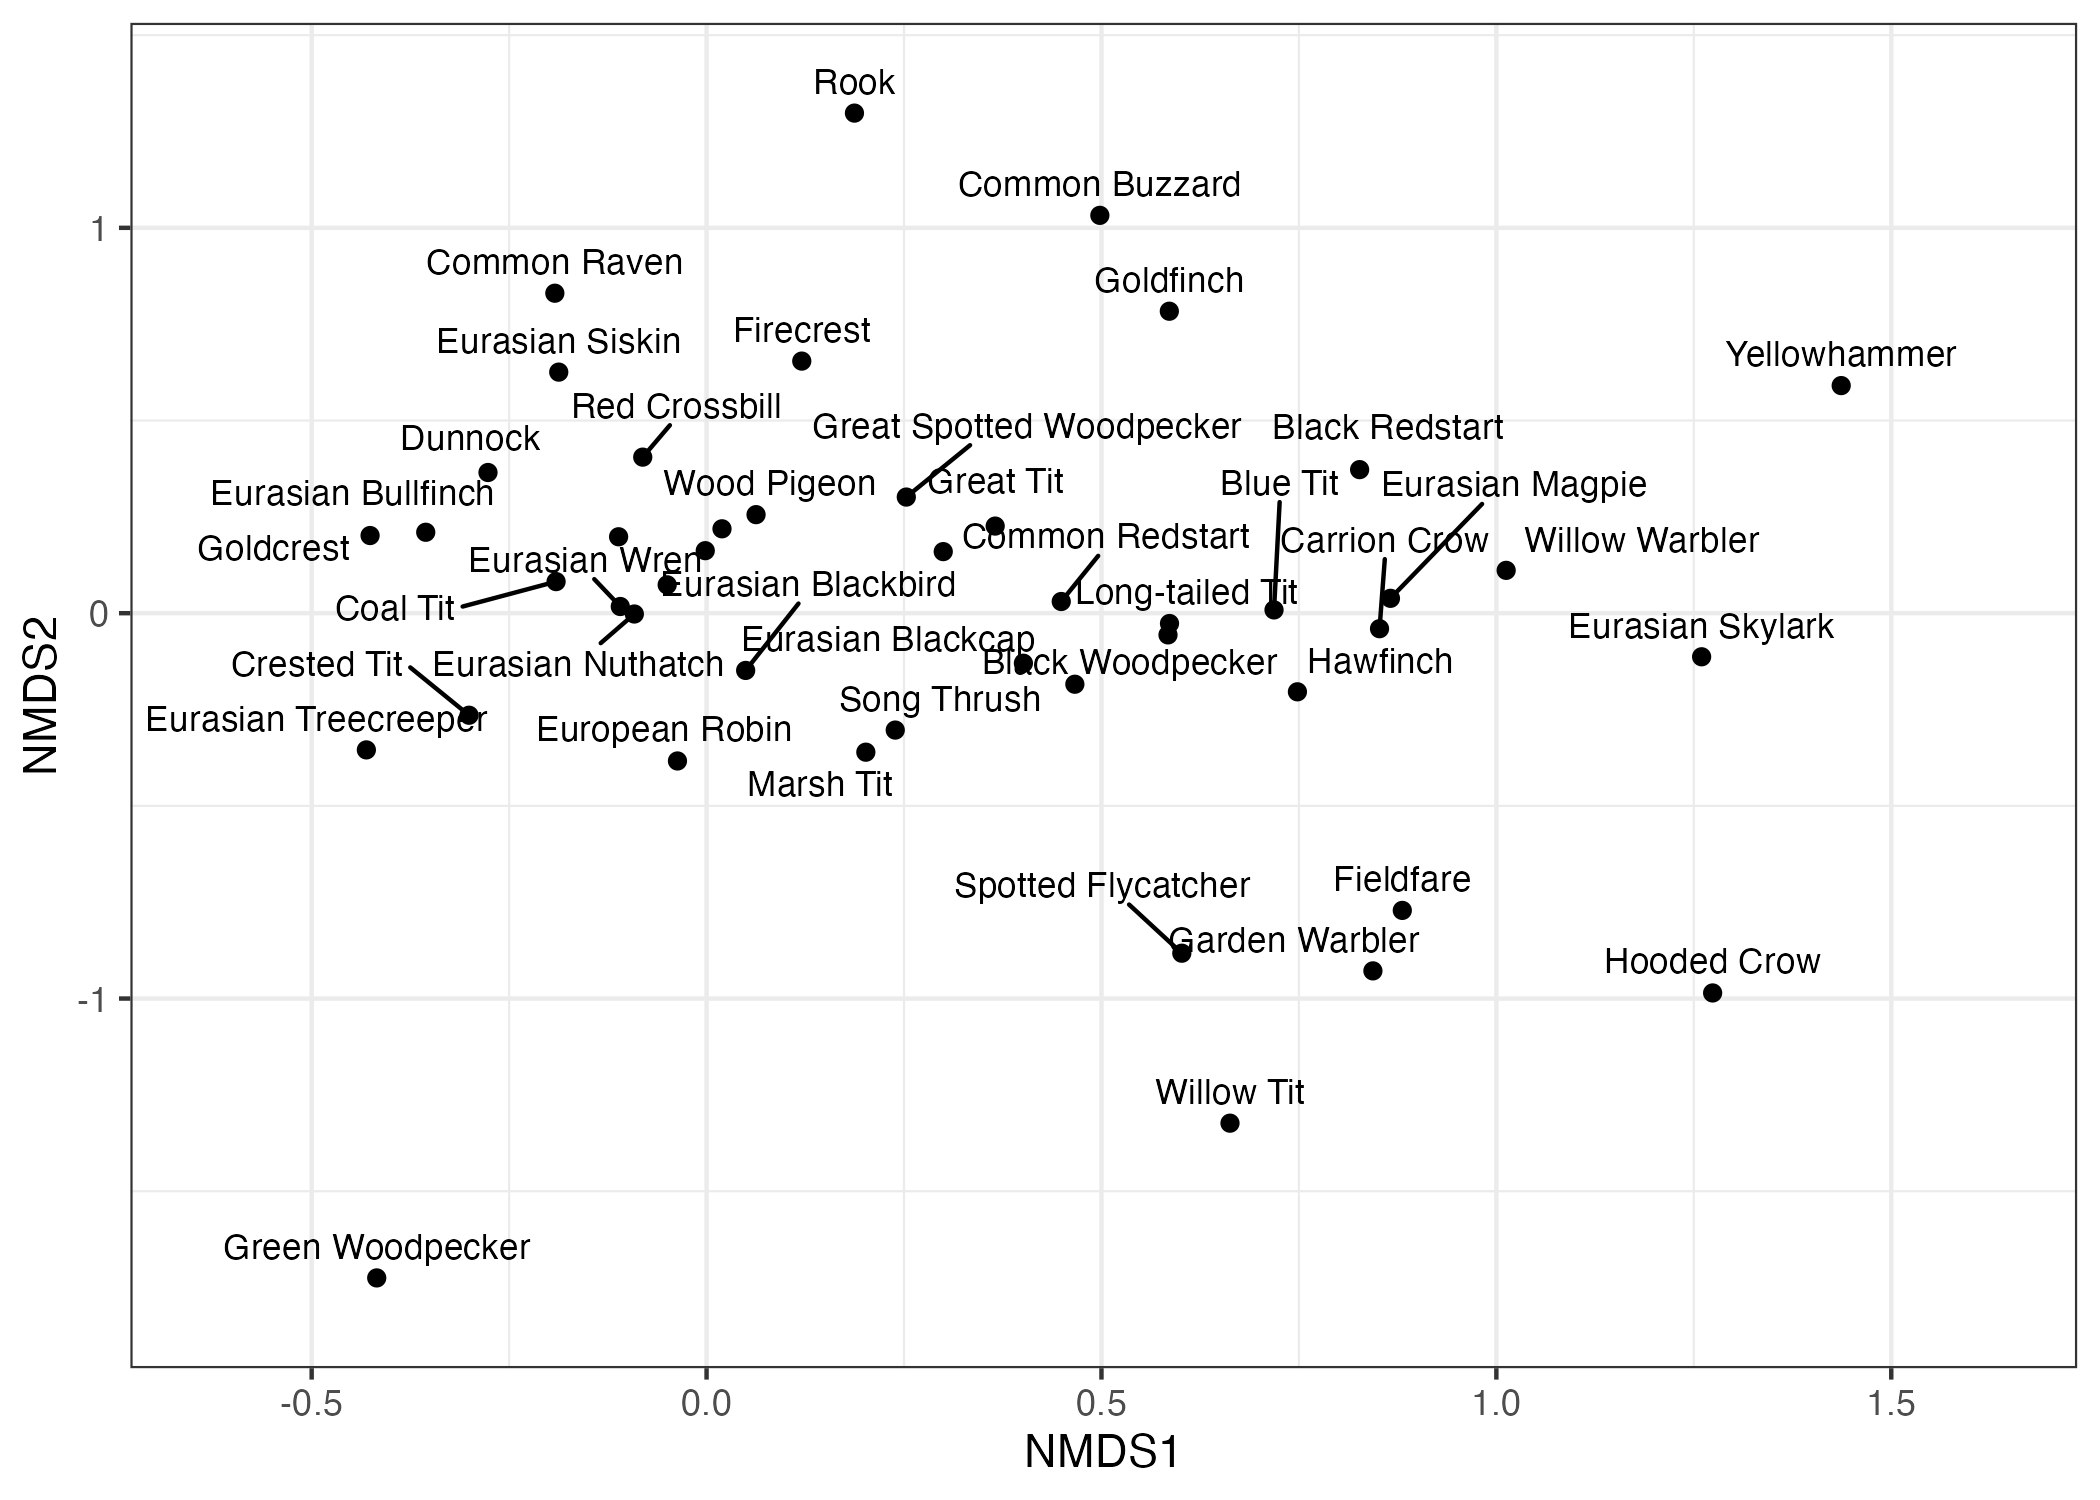 Rook
Common Buzzard
Common Raven
Goldfinch
Eurasian Siskin
Firecrest
Yellowhammer
Red Crossbill
Great Spotted Woodpecker
Black Redstart
Dunnock
Wood Pigeon
Great Tit
Blue Tit
Eurasian Magpie
Eurasian Bullfinch
Goldcrest
Eurasian Wren
Common Redstart
Carrion Crow
Willow Warbler
Eurasian Blackbird
Long-tailed Tit
Coal Tit
Eurasian Skylark
Eurasian Blackcap
Crested Tit
Eurasian Nuthatch
Black Woodpecker
Hawfinch
Song Thrush
Eurasian Treecreeper
European Robin
Marsh Tit
Spotted Flycatcher
Fieldfare
Garden Warbler
Hooded Crow
Willow Tit
Green Woodpecker
1
0
-1
NMDS2
-0.5
0.0
0.5
1.0
1.5
NMDS1